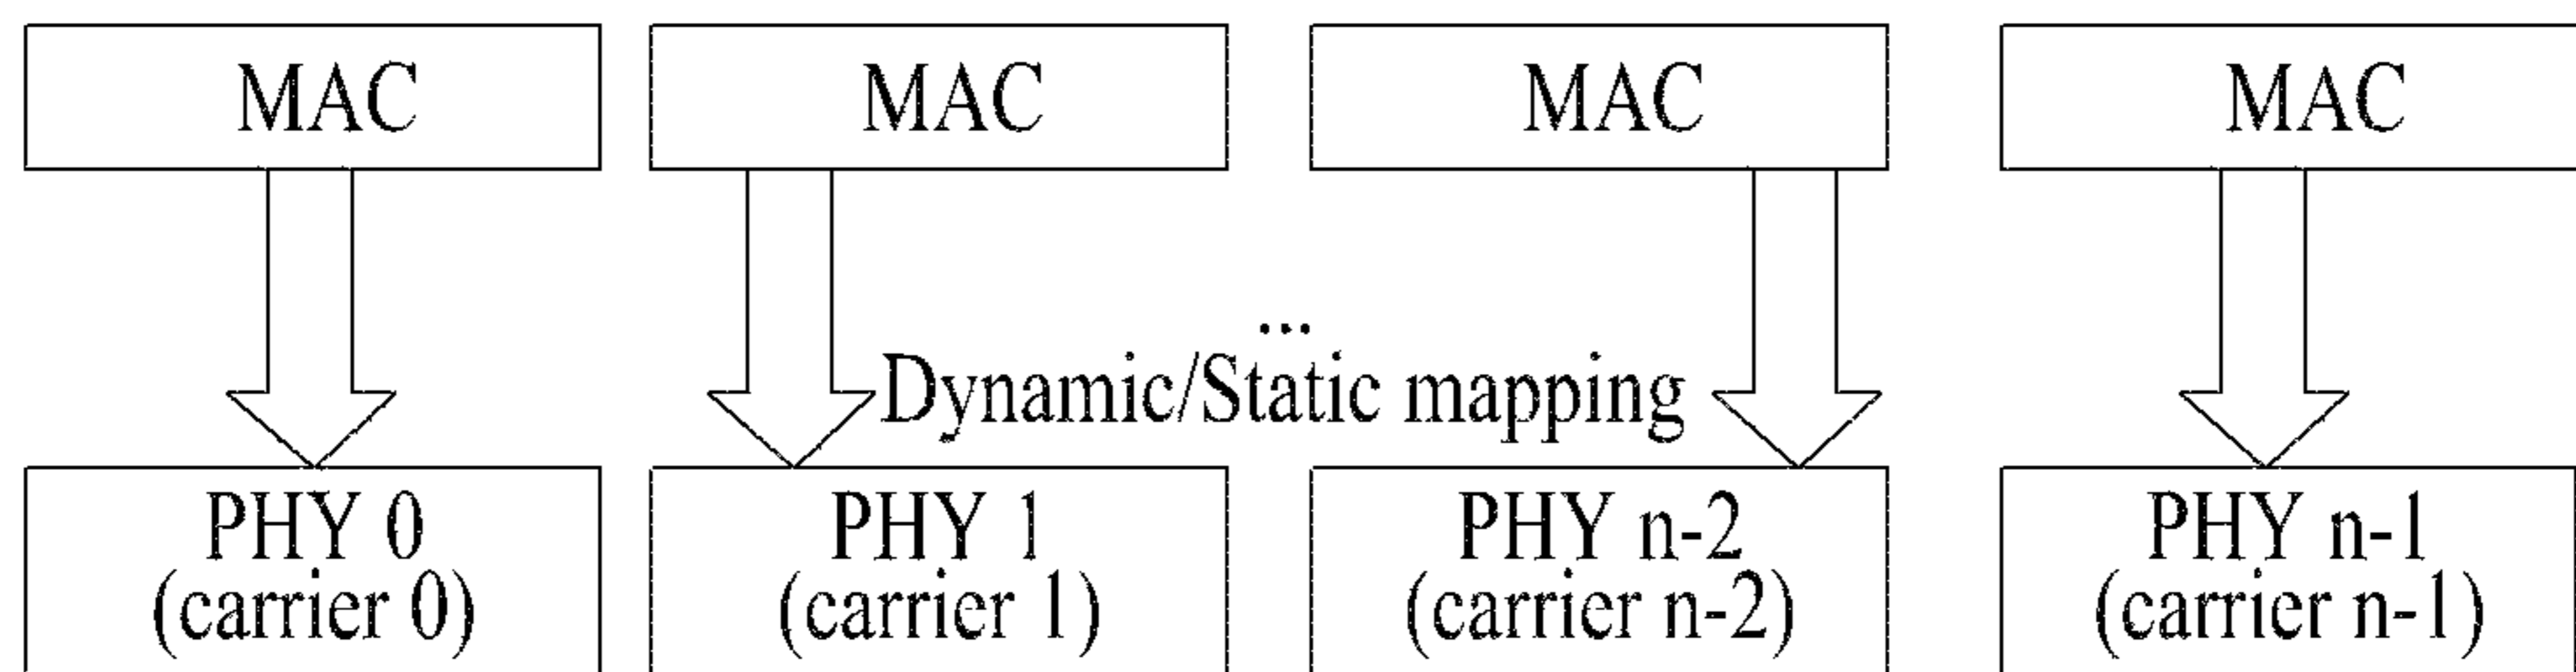 MAC
MAC
MAC
MAC
...
Dynamic/Static mapping
PHY 0
(carrier 0)
PHY 1
(carrier 1)
PHY n-2
(carrier n-2)
PHY n-1
(carrier n-1)